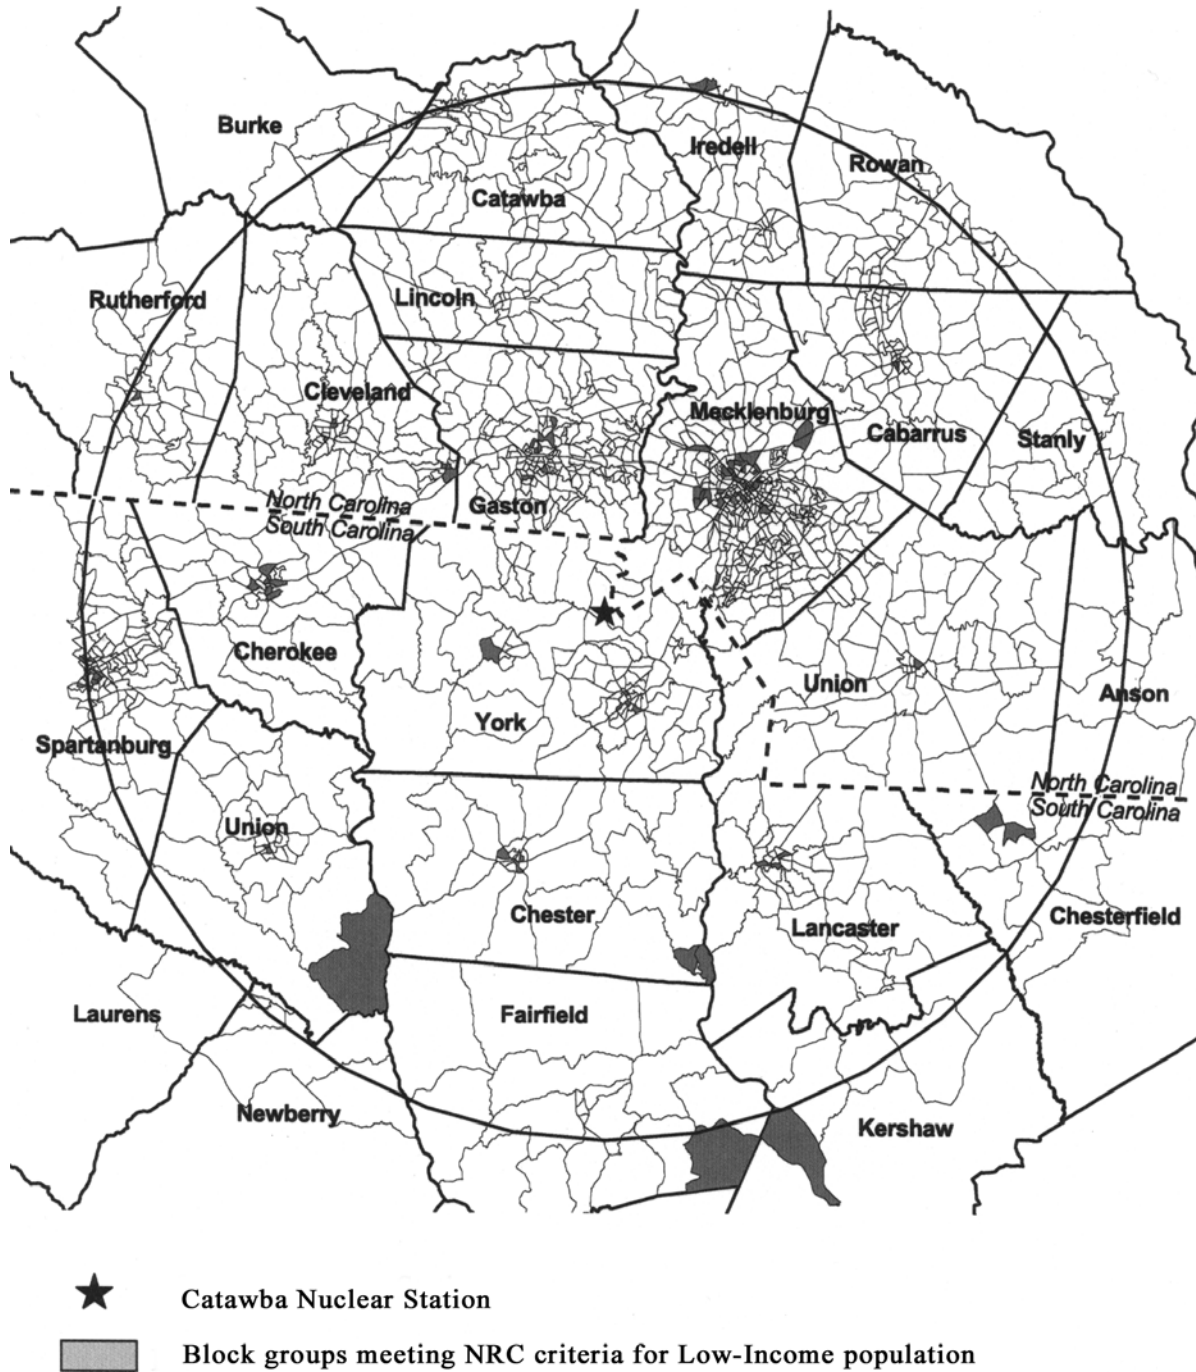 Burke
Iredell
Rowan
Catawba
Rutherford
Lincoln
Cleveland
Mecklenburg
Cabarrus
Stanly
Gaston
North Carolina
South Carolina
Cherokee
Union
Anson
York
Spartanburg
North Carolina
South Carolina
Union
Chester
Lancaster
Chesterfield
Laurens
Fairfield
Newberry
Kershaw
Catawba Nuclear Station
Block groups meeting NRC criteria for Low-Income population